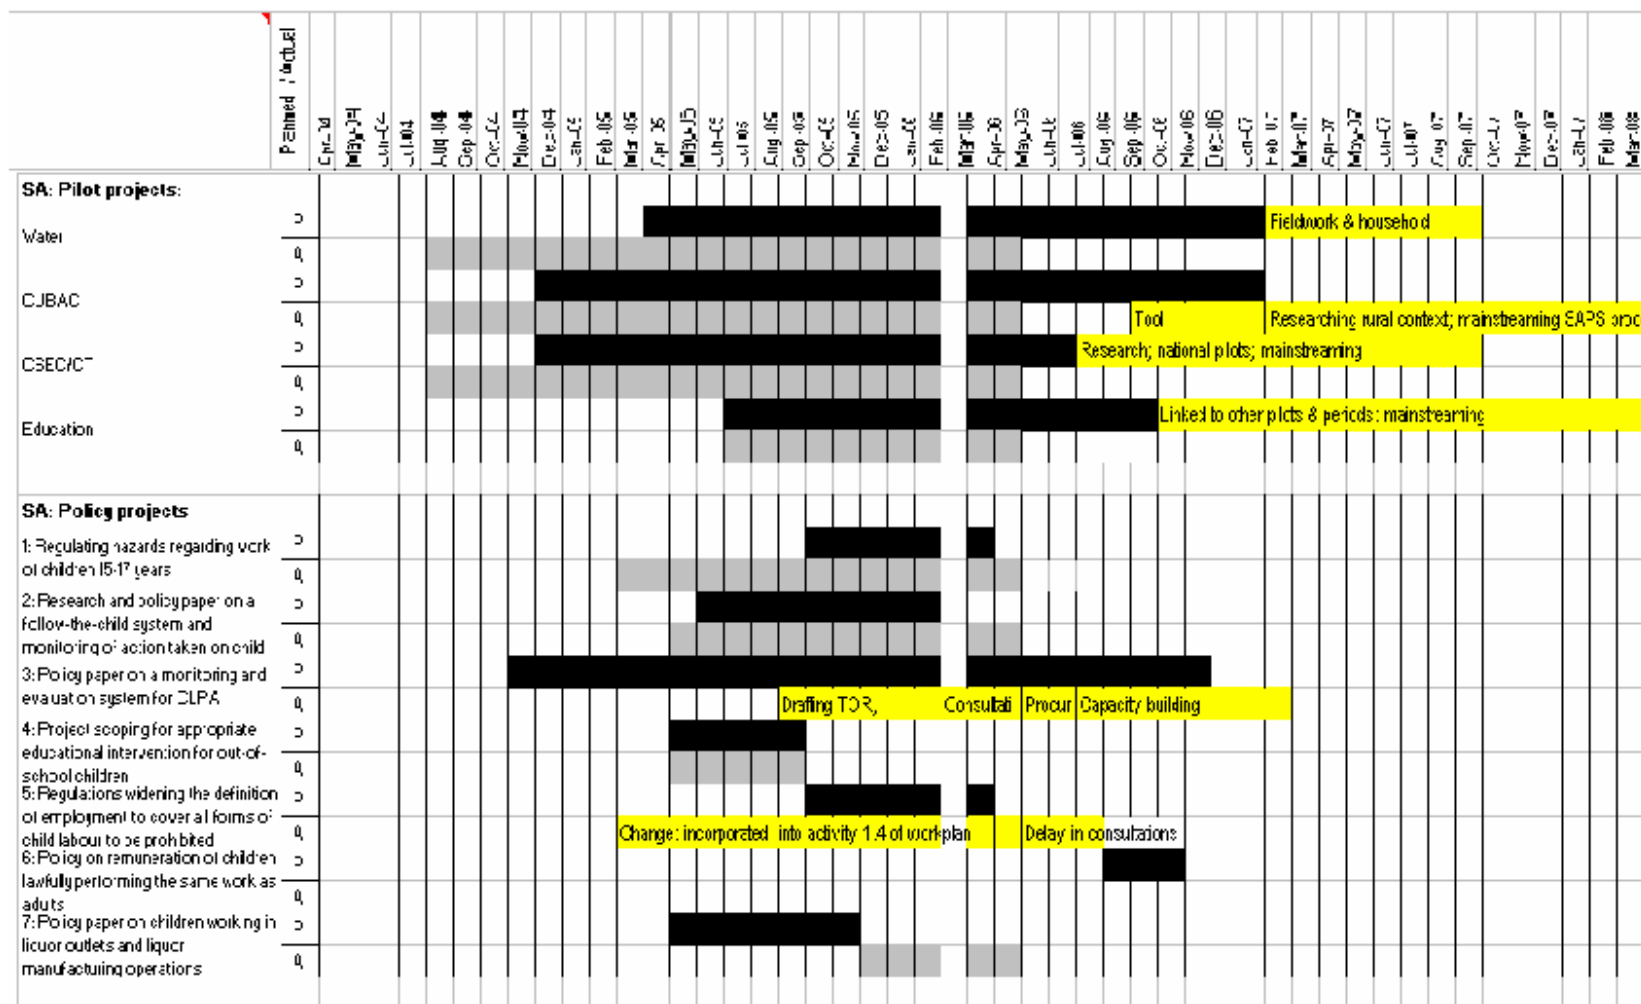 Planned / Actual
Apr-04 May-04 Jun-04 Jul-04 Aug-04 Sep-04 Oct-04 Nov-04 Dec-04 Jan-05 Feb-05 Mar-05 Apr-05 May-05 Jun-05 Jul-05 Aug-05 Sep-05 Oct-05 Nov-05 Dec-05 Jan-06 Feb-06 Mar-06 Apr-06 May-06 Jun-06 Jul-06 Aug-06 Sep-06 Oct-06 Nov-06 Dec-06 Jan-07 Feb-07 Mar-07 Apr-07 May-07 Jun-07 Jul-07 Aug-07 Sep-07 Oct-07 Nov-07 Dec-07 Feb-08 Mar-08
SA: Pilot projects:
Water
Fieldwork & household
CUBAC
Tool
Researching rural context; mainstreaming SAPS proc
CSEC/CT
Research; national pilots; mainstreaming
Education
Linked to other pilots & periods; mainstreaming
SA: Policy projects
1: Regulating hazards regarding work
of children 15-17 years
2: Research and policy paper on a
follow-the-child system and
monitoring of action taken on child
3: Policy paper on a monitoring and
evaluation system for CLPA
Drafting TOR,
Consultati
Procur
Capacity building
4: Project scoping for appropriate
educational intervention for out-of-
school children
5: Regulations widening the definition
of employment to cover all forms of
child labour to be prohibited
Change: incorporated into activity 1.4 of workplan
Delay in consultations
6: Policy on remuneration of children
lawfully performing the same work as
adults
7: Policy paper on children working in
liquor outlets and liquor
manufacturing operations